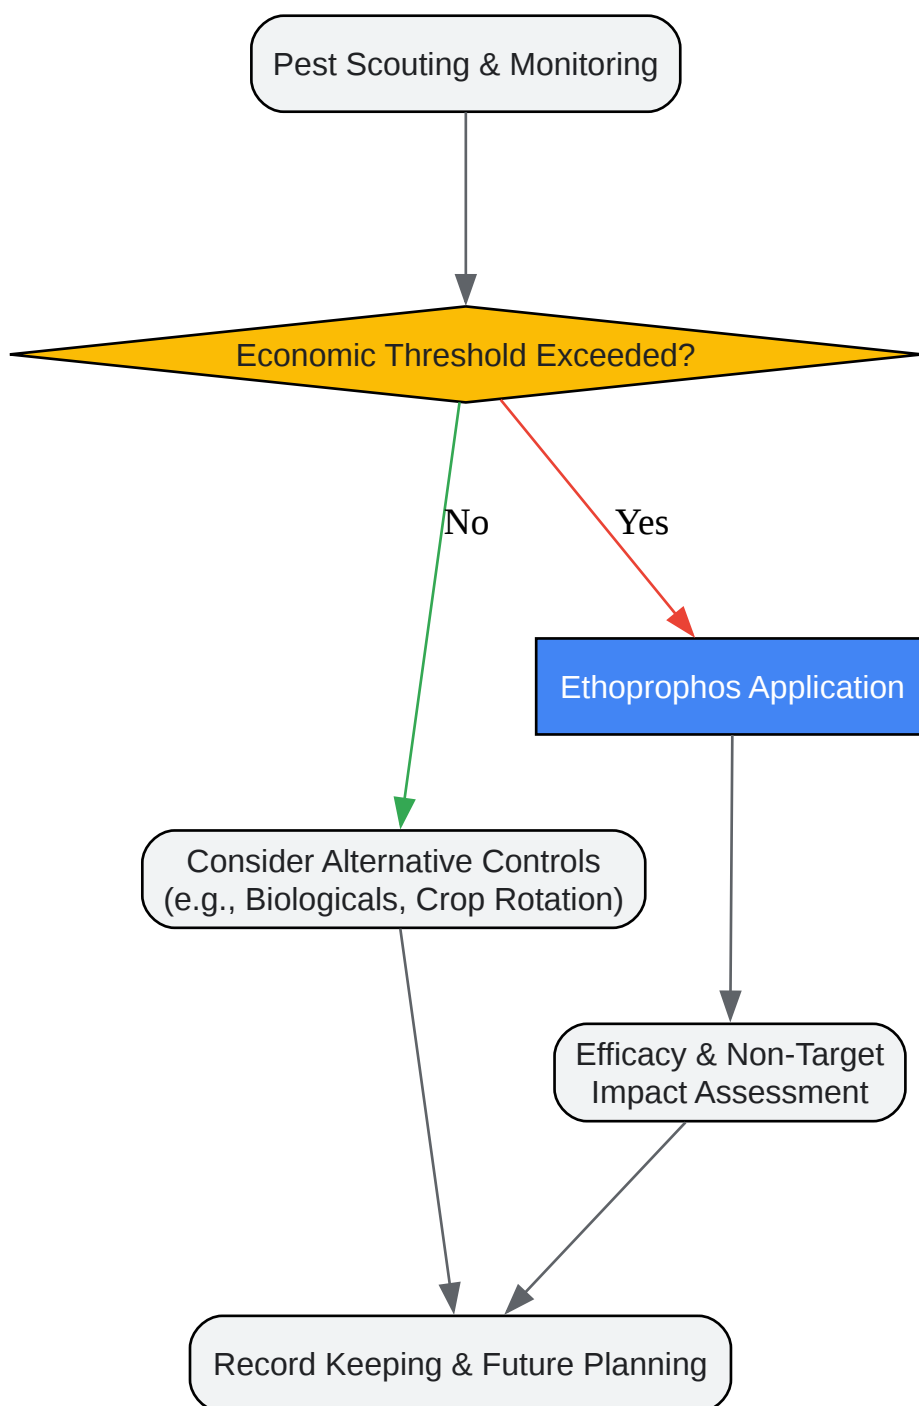 Pest Scouting & Monitoring
Economic Threshold Exceeded?
No
Yes
Ethoprophos Application
Consider Alternative Controls
(e.g., Biologicals, Crop Rotation)
Efficacy & Non-Target
Impact Assessment
Record Keeping & Future Planning